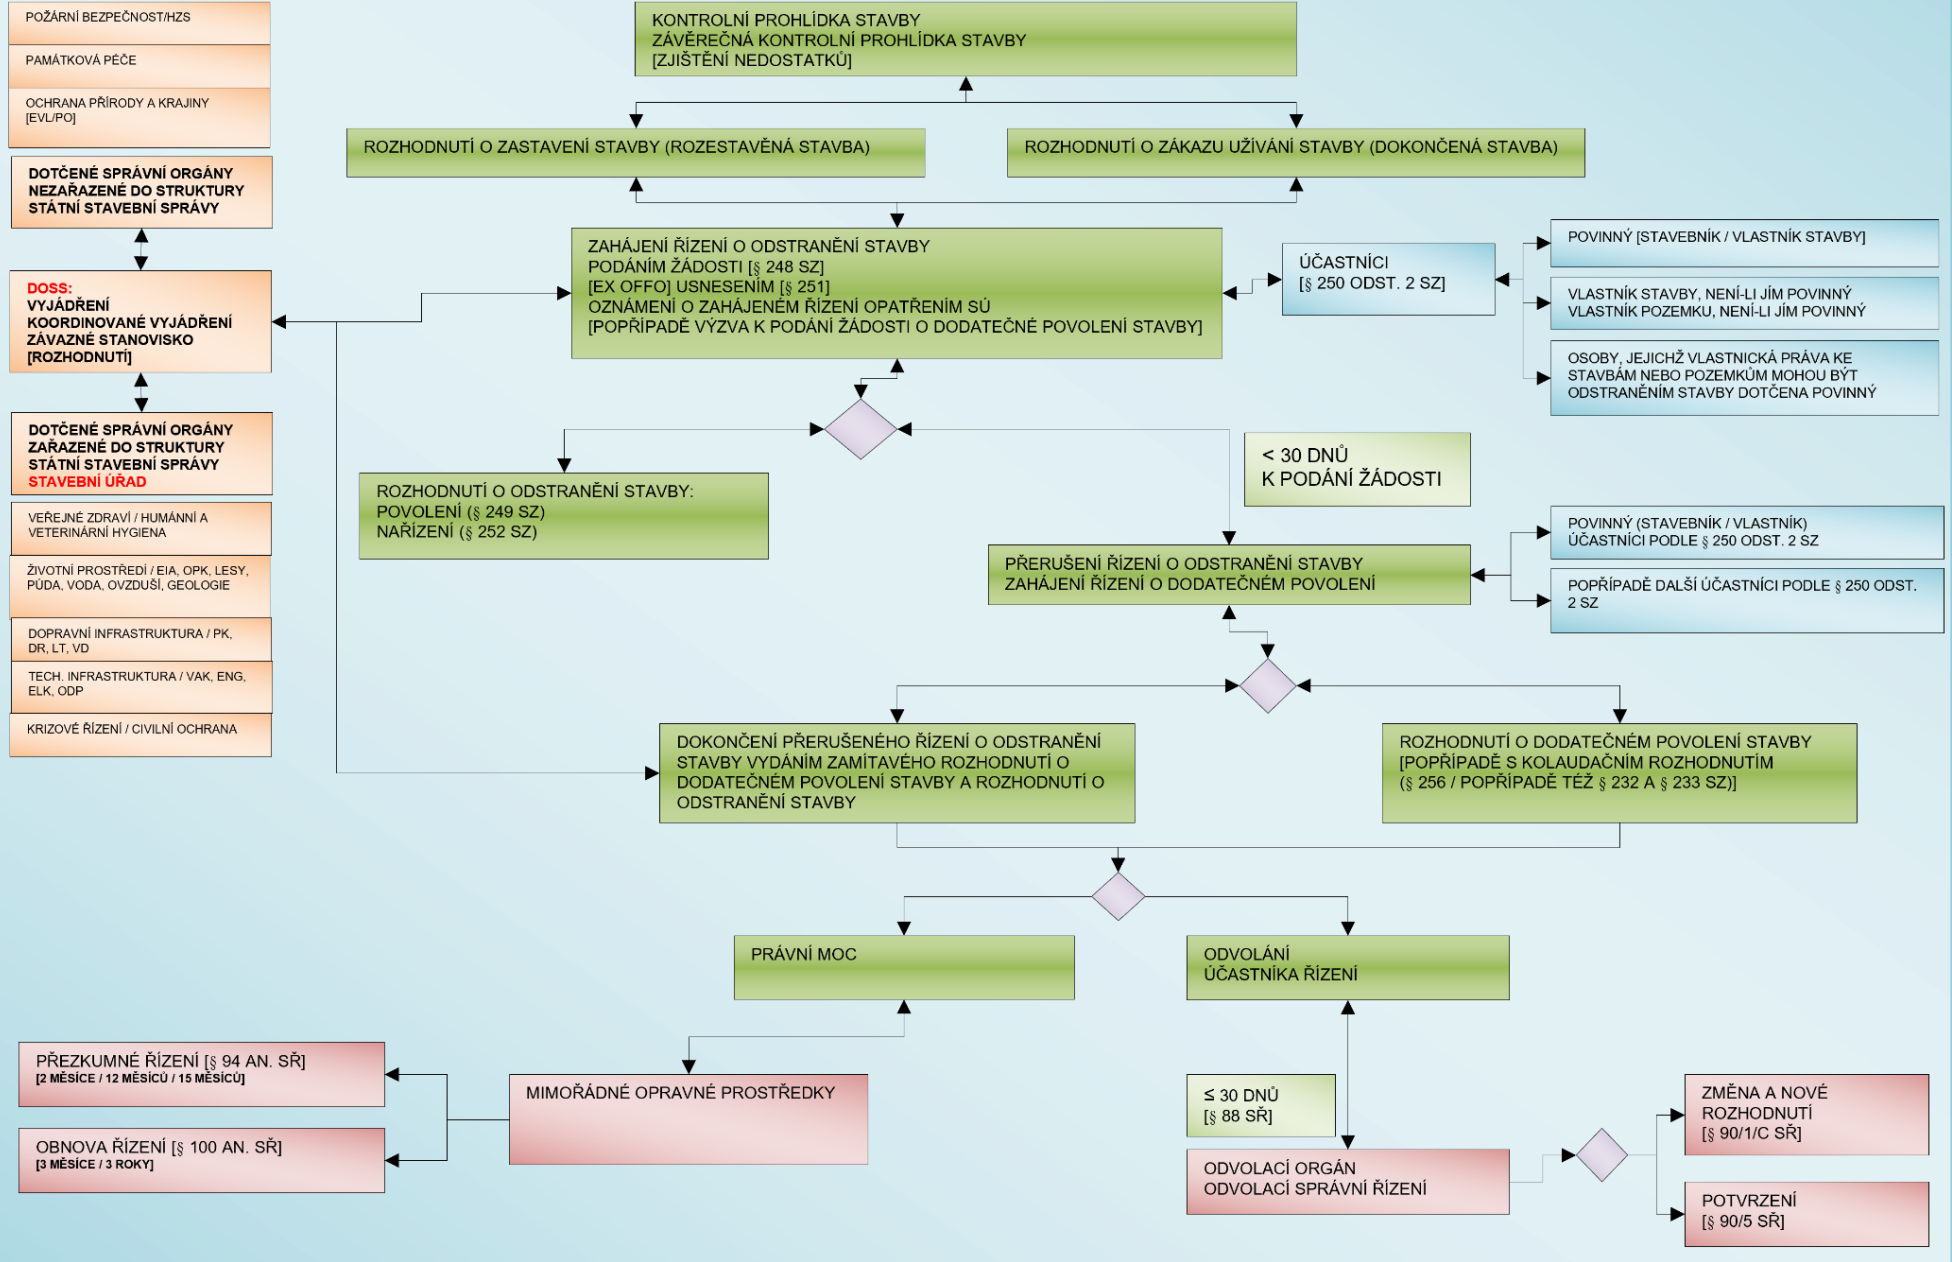 POŽÁRNÍ BEZPEČNOST/HZS
PAMÁTKOVÁ PÉČE
OCHRANA PŘÍRODY A KRAJINY
[EVL/PO]
DOTČENÉ SPRÁVNÍ ORGÁNY
NEZAŘAZENÉ DO STRUKTURY
STÁTNÍ STAVEBNÍ SPRÁVY
DOSS:
VYJÁDŘENÍ
KOORDINOVANÉ VYJÁDŘENÍ
ZÁVAZNÉ STANOVISKO
[ROZHODNUTÍ]
DOTČENÉ SPRÁVNÍ ORGÁNY
ZAŘAZENÉ DO STRUKTURY
STÁTNÍ STAVEBNÍ SPRÁVY
STAVEBNÍ ÚŘAD
VEŘEJNÉ ZDRAVÍ / HUMÁNNÍ A
VETERINÁRNÍ HYGIENA
ŽIVOTNÍ PROSTŘEDÍ / EIA, OPK, LESY,
PŮDA, VODA, OVZDUŠÍ, GEOLOGIE
DOPRAVNÍ INFRASTRUKTURA / PK,
DR, LT, VD
TECH. INFRASTRUKTURA / VAK, ENG,
ELK, ODP
KRIZOVÉ ŘÍZENÍ / CIVILNÍ OCHRANA
KONTROLNÍ PROHLÍDKA STAVBY
ZÁVĚREČNÁ KONTROLNÍ PROHLÍDKA STAVBY
[ZJIŠTĚNÍ NEDOSTATKŮ]
ROZHODNUTÍ O ZASTAVENÍ STAVBY (ROZESTAVĚNÁ STAVBA)
ROZHODNUTÍ O ZÁKAZU UŽÍVÁNÍ STAVBY (DOKONČENÁ STAVBA)
ZAHÁJENÍ ŘÍZENÍ O ODSTRANĚNÍ STAVBY
PODÁNÍM ŽÁDOSTI [§ 248 SZ]
[EX OFFO] USNESENÍM [§ 251]
OZNÁMENÍ O ZAHÁJENÉM ŘÍZENÍ OPATŘENÍM SÚ
[POPŘÍPADĚ VÝZVA K PODÁNÍ ŽÁDOSTI O DODATEČNÉ POVOLENÍ STAVBY]
ÚČASTNÍCI
[§ 250 ODST. 2 SZ]
POVINNÝ [STAVEBNÍK / VLASTNÍK STAVBY]
VLASTNÍK STAVBY, NENÍ-LI JÍM POVINNÝ
VLASTNÍK POZEMKU, NENÍ-LI JÍM POVINNÝ
OSOBY, JEJICHŽ VLASTNICKÁ PRÁVA KE
STAVBÁM NEBO POZEMKŮM MOHOU BÝT
ODSTRANĚNÍM STAVBY DOTČENA POVINNÝ
< 30 DNŮ
K PODÁNÍ ŽÁDOSTI
ROZHODNUTÍ O ODSTRANĚNÍ STAVBY:
POVOLENÍ (§ 249 SZ)
NAŘÍZENÍ (§ 252 SZ)
PŘERUŠENÍ ŘÍZENÍ O ODSTRANĚNÍ STAVBY
ZAHÁJENÍ ŘÍZENÍ O DODATEČNÉM POVOLENÍ
POVINNÝ (STAVEBNÍK / VLASTNÍK)
ÚČASTNÍCI PODLE § 250 ODST. 2 SZ
POPŘÍPADĚ DALŠÍ ÚČASTNÍCI PODLE § 250 ODST.
2 SZ
DOKONČENÍ PŘERUŠENÉHO ŘÍZENÍ O ODSTRANĚNÍ
STAVBY VYDÁNÍM ZAMÍTAVÉHO ROZHODNUTÍ O
DODATEČNÉM POVOLENÍ STAVBY A ROZHODNUTÍ O
ODSTRANĚNÍ STAVBY
ROZHODNUTÍ O DODATEČNÉM POVOLENÍ STAVBY
[POPŘÍPADĚ S KOLAUDAČNÍM ROZHODNUTÍM
(§ 256 / POPŘÍPADĚ TÉŽ § 232 A § 233 SZ)]
PRÁVNÍ MOC
ODVOLÁNÍ
ÚČASTNÍKA ŘÍZENÍ
PŘEZKUMNÉ ŘÍZENÍ [§ 94 AN. SŘ]
[2 MĚSÍCE / 12 MĚSÍCŮ / 15 MĚSÍCŮ]
OBNOVA ŘÍZENÍ [§ 100 AN. SŘ]
[3 MĚSÍCE / 3 ROKY]
MIMOŘÁDNÉ OPRAVNÉ PROSTŘEDKY
≤ 30 DNŮ
[§ 88 SŘ]
ODVOLACÍ ORGÁN
ODVOLACÍ SPRÁVNÍ ŘÍZENÍ
ZMĚNA A NOVÉ
ROZHODNUTÍ
[§ 90/1/C SŘ]
POTVRZENÍ
[§ 90/5 SŘ]